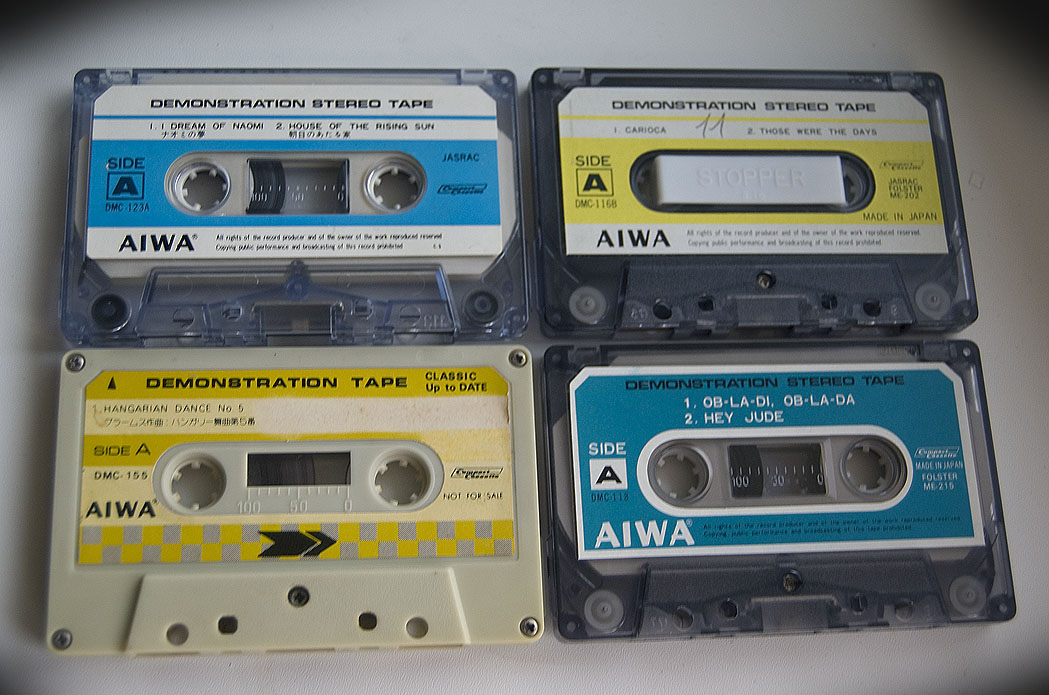 DEMONSTRATION STEREO TAPE
1. I DREAM OF NAOMI 2. HOUSE OF THE RISING SUN
ナオミの夢 朝日のあたる家
SIDE
A
DMC-123A
JASRAC
Compact Cassette
100 50 0
AIWA®
All rights of the record producer and of the owner of the work reproduced reserved
Copying public performance and broadcasting of this record prohibited
DEMONSTRATION STEREO TAPE
1. CARIOCA 11 2. THOSE WERE THE DAYS
SIDE
A
DMC-116B
STOPPER
Compact Cassette
JASRAC
FOLSTER
ME-202
MADE IN JAPAN
AIWA
All rights of the record producer and of the owner of the work reproduced reserved.
Copying public performance and broadcasting of this record prohibited.
DEMONSTRATION TAPE
CLASSIC
Up to DATE
1. HANGARIAN DANCE No. 5
ブラームス作曲：ハンガリー舞曲第5番
SIDE A
DMC-155
Compact Cassette
NOT FOR SALE
AIWA®
100 50 0
DEMONSTRATION STEREO TAPE
1. OB-LA-DI, OB-LA-DA
2. HEY JUDE
SIDE
A
DMC-118
100 50 0
Compact Cassette
MADE IN JAPAN
FOLSTER
ME-215
AIWA®
All rights of the record producer and of the owner of the work reproduced reserved
Copying, public performance and broadcasting of this tape prohibited.